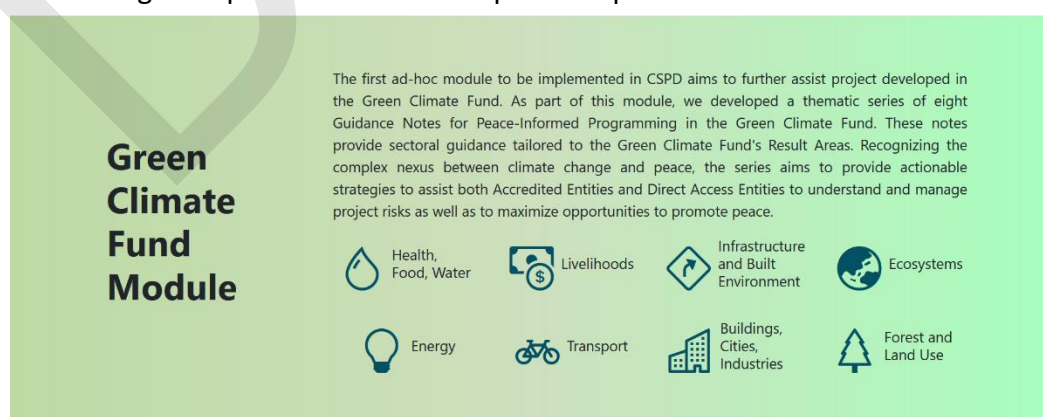 Green
Climate
Fund
Module
The first ad-hoc module to be implemented in CSPD aims to further assist project developed in
the Green Climate Fund. As part of this module, we developed a thematic series of eight
Guidance Notes for Peace-Informed Programming in the Green Climate Fund. These notes
provide sectoral guidance tailored to the Green Climate Fund's Result Areas. Recognizing the
complex nexus between climate change and peace, the series aims to provide actionable
strategies to assist both Accredited Entities and Direct Access Entities to understand and manage
project risks as well as to maximize opportunities to promote peace.
Health,
Food, Water
Livelihoods
Infrastructure
and Built
Environment
Ecosystems
Energy
Transport
Buildings,
Cities,
Industries
Forest and
Land Use